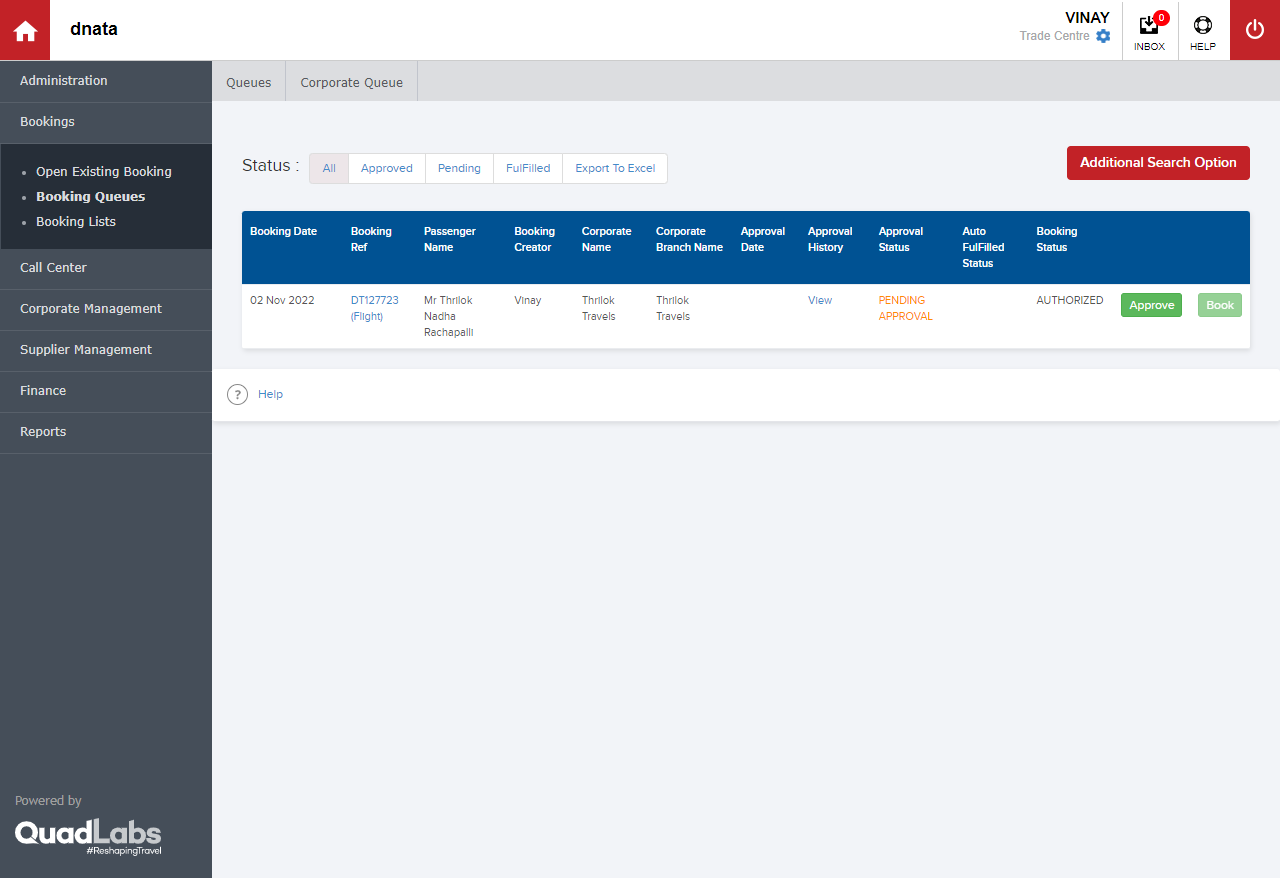 dnata
VINAY
Trade Centre
0
INBOX
HELP
Administration
Bookings
Open Existing Booking
Booking Queues
Booking Lists
Call Center
Corporate Management
Supplier Management
Finance
Reports
Powered by
QuadLabs
#ReshapingTravel
Queues
Corporate Queue
Status :
All
Approved
Pending
FulFilled
Export To Excel
Additional Search Option
Booking Date
Booking
Ref
Passenger
Name
Booking
Creator
Corporate
Name
Corporate
Branch Name
Approval
Date
Approval
History
Approval
Status
Auto
FulFilled
Status
Booking
Status
02 Nov 2022
DT127723
(Flight)
Mr Thrilok
Nadha
Rachapalli
Vinay
Thrilok
Travels
Thrilok
Travels
View
PENDING
APPROVAL
AUTHORIZED
Approve
Book
?
Help